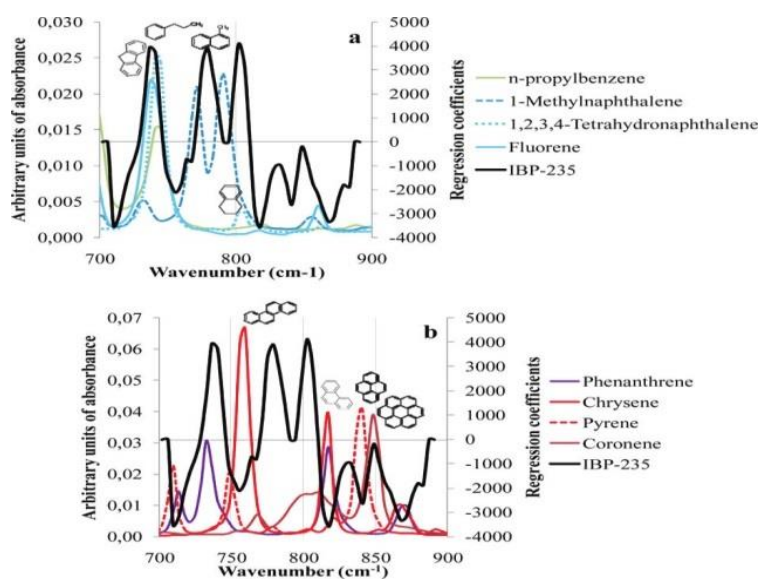 a
CH₃
CH₃
Arbitrary units of absorbance
0,030
0,025
0,020
0,015
0,010
0,005
0,000
5000
4000
3000
2000
1000
0
-1000
-2000
-3000
-4000
Regression coefficients
700
750
800
850
900
Wavenumber (cm-1)
n-propylbenzene
1-Methylnaphthalene
1,2,3,4-Tetrahydronaphthalene
Fluorene
IBP-235
b
Arbitrary units of absorbance
0,07
0,06
0,05
0,04
0,03
0,02
0,01
0,00
5000
4000
3000
2000
1000
0
-1000
-2000
-3000
-4000
Regression coefficients
700
750
800
850
900
Wavenumber (cm⁻¹)
Phenanthrene
Chrysene
Pyrene
Coronene
IBP-235